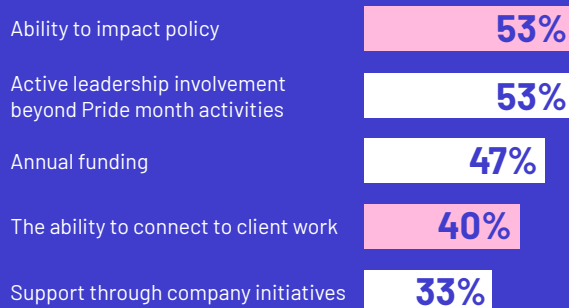 Ability to impact policy 53%
Active leadership involvement
beyond Pride month activities 53%
Annual funding 47%
The ability to connect to client work 40%
Support through company initiatives 33%